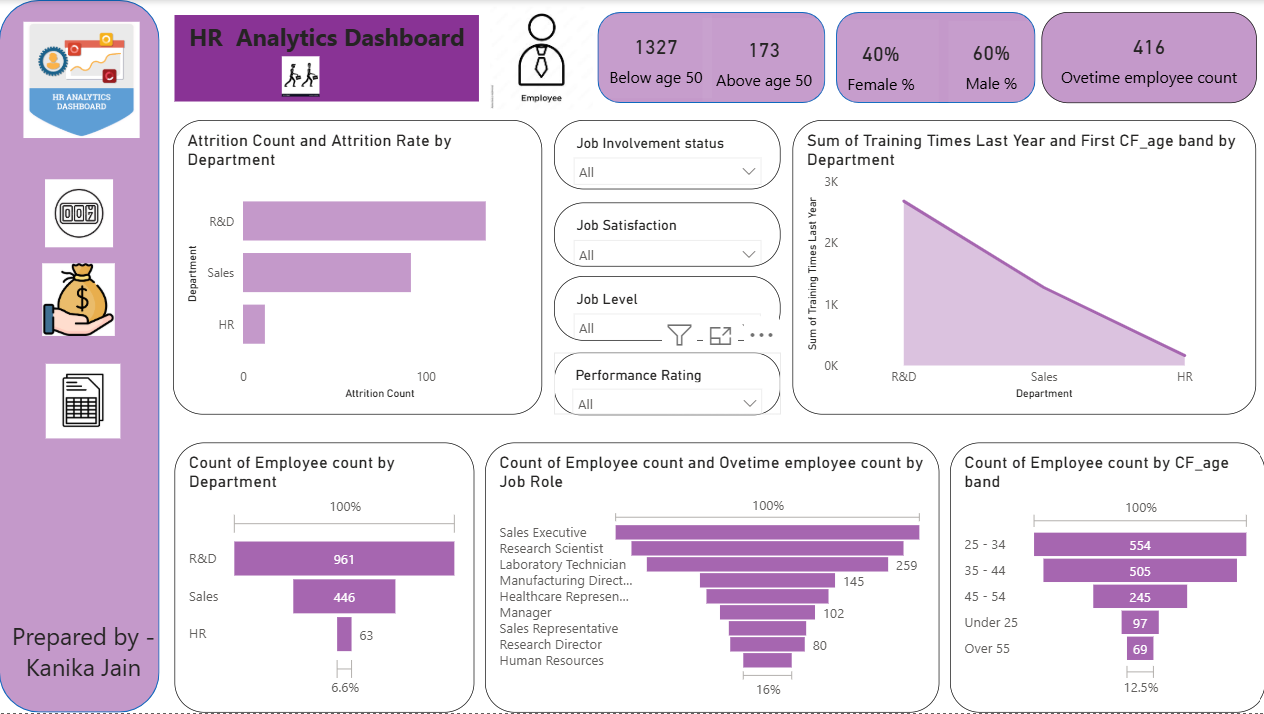 HR ANALYTICS
DASHBOARD
Prepared by -
Kanika Jain
HR Analytics Dashboard
Employee
1327
Below age 50
173
Above age 50
40%
Female %
60%
Male %
416
Ovetime employee count
Attrition Count and Attrition Rate by
Department
Department
R&D
Sales
HR
0
100
Attrition Count
Job Involvement status
All
Job Satisfaction
All
Job Level
All
Performance Rating
All
Sum of Training Times Last Year and First CF_age band by
Department
Sum of Training Times Last Year
3K
2K
1K
0K
R&D
Sales
HR
Department
Count of Employee count by
Department
100%
R&D
961
Sales
446
HR
63
6.6%
Count of Employee count and Ovetime employee count by
Job Role
100%
Sales Executive
Research Scientist
Laboratory Technician
259
Manufacturing Direct...
145
Healthcare Represen...
Manager
102
Sales Representative
Research Director
80
Human Resources
16%
Count of Employee count by CF_age
band
100%
25 - 34
554
35 - 44
505
45 - 54
245
Under 25
97
Over 55
69
12.5%